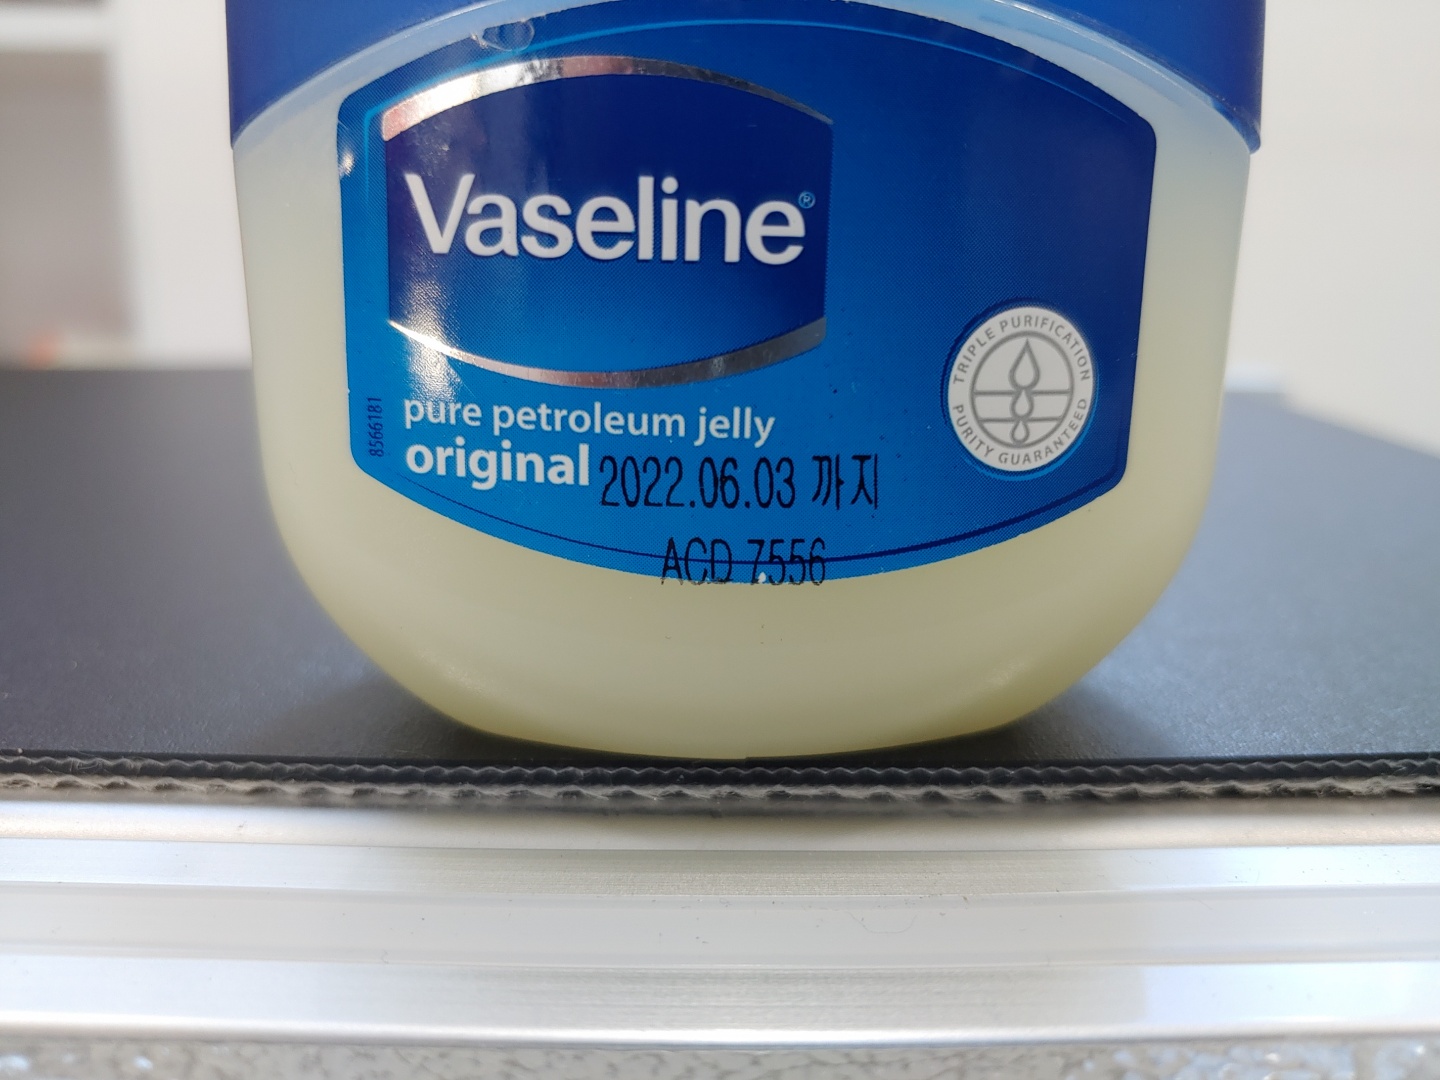 Vaseline®
pure petroleum jelly
original
2022.06.03 까지
ACD 7556
8566181
TRIPLE PURIFICATION
PURITY GUARANTEED